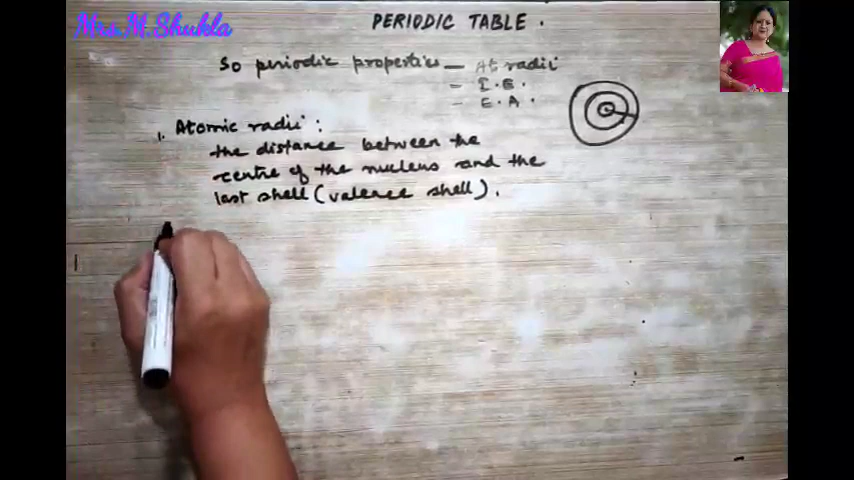 Mrs.M.Shukla
PERIODIC TABLE.
So periodic properties — At radii
- I.E.
- E.A.
1. Atomic radii :
the distance between the
centre of the nucleus and the
last shell (valence shell).